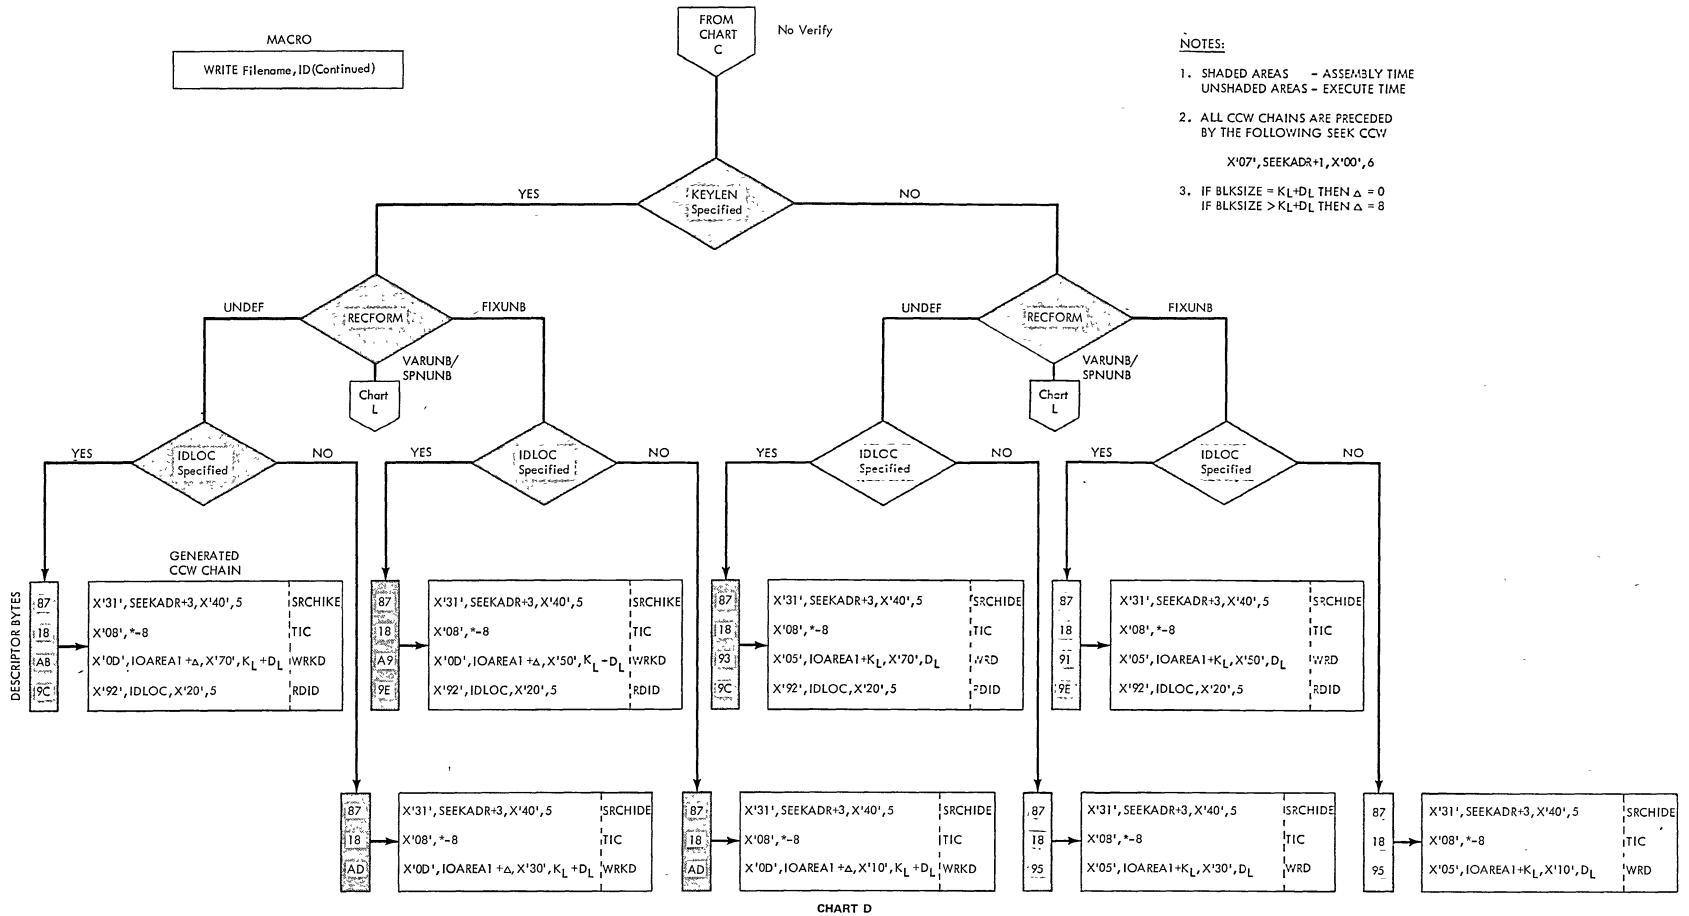 FROM
CHART
C
No Verify
MACRO
WRITE Filename,ID(Continued)
NOTES:
1. SHADED AREAS – ASSEMBLY TIME
UNSHADED AREAS – EXECUTE TIME
2. ALL CCW CHAINS ARE PRECEDED
BY THE FOLLOWING SEEK CCW
X'07',SEEKADR+1,X'00',6
3. IF BLKSIZE = KL+DL THEN Δ = 0
IF BLKSIZE >KL+DL THEN Δ = 8
YES
KEYLEN
Specified
NO
UNDEF
RECFORM
FIXUNB
VARUNB/
SPNUNB
Chart
L
UNDEF
RECFORM
FIXUNB
VARUNB/
SPNUNB
Chart
L
YES
IDLOC
Specified
NO
YES
IDLOC
Specified
NO
YES
IDLOC
Specified
NO
YES
IDLOC
Specified
NO
GENERATED
CCW CHAIN
DESCRIPTOR BYTES
87 X'31',SEEKADR+3,X'40',5 SRCHIKE
18 X'08',*-8 TIC
AB X'0D',IOAREA1+Δ,X'70',KL+DL WRKD
9C X'92',IDLOC,X'20',5 RDID
87 X'31',SEEKADR+3,X'40',5 SRCHIKE
18 X'08',*-8 TIC
A9 X'0D',IOAREA1+Δ,X'50',KL-DL WRKD
9E X'92',IDLOC,X'20',5 RDID
87 X'31',SEEKADR+3,X'40',5 SRCHIDE
18 X'08',*-8 TIC
93 X'05',IOAREA1+KL,X'70',DL WRD
9C X'92',IDLOC,X'20',5 RDID
87 X'31',SEEKADR+3,X'40',5 SRCHIDE
18 X'08',*-8 TIC
91 X'05',IOAREA1+KL,X'50',DL WRD
9E X'92',IDLOC,X'20',5 RDID
87 X'31',SEEKADR+3,X'40',5 SRCHIDE
18 X'08',*-8 TIC
AD X'0D',IOAREA1+Δ,X'30',KL+DL WRKD
87 X'31',SEEKADR+3,X'40',5 SRCHIDE
18 X'08',*-8 TIC
AD X'0D',IOAREA1+Δ,X'10',KL+DL WRKD
87 X'31',SEEKADR+3,X'40',5 SRCHIDE
18 X'08',*-8 TIC
95 X'05',IOAREA1+KL,X'30',DL WRD
87 X'31',SEEKADR+3,X'40',5 SRCHIDE
18 X'08',*-8 TIC
95 X'05',IOAREA1+KL,X'10',DL WRD
CHART D